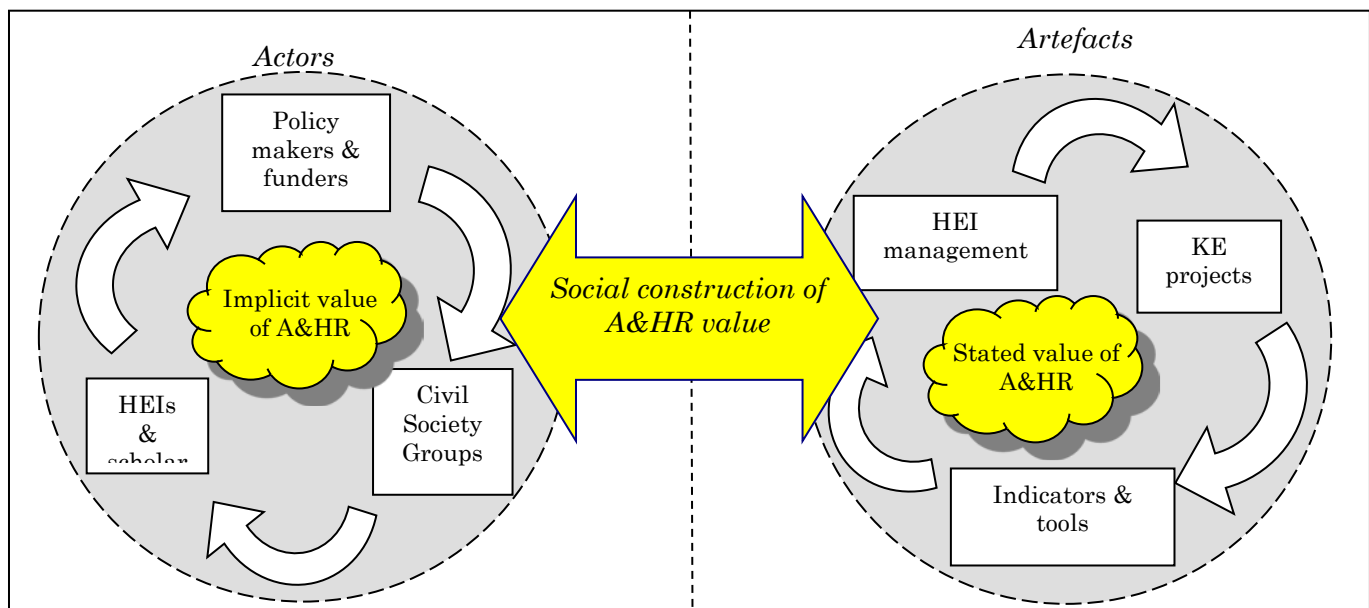 Actors
Policy
makers &
funders
Implicit value
of A&HR
HEIs
&
scholar
Civil
Society
Groups
Social construction of
A&HR value
Artefacts
HEI
management
KE
projects
Stated value of
A&HR
Indicators &
tools